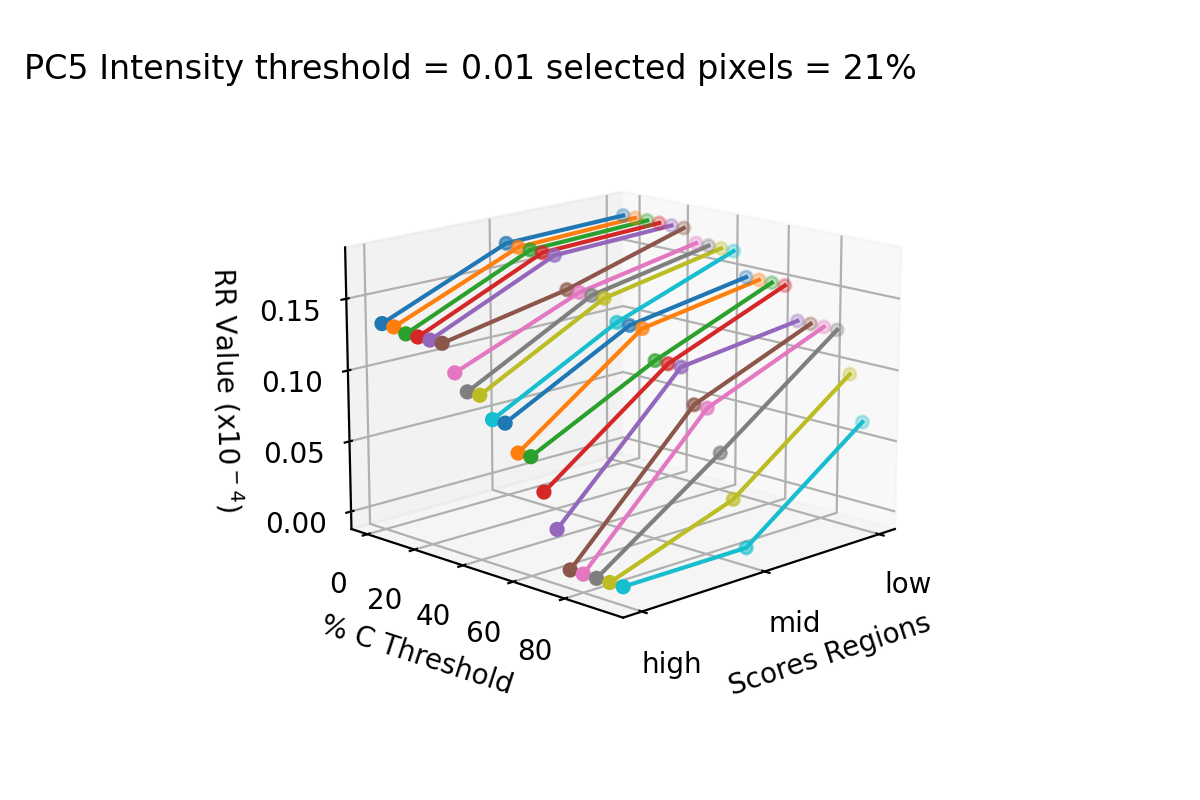 PC5 Intensity threshold = 0.01 selected pixels = 21%
RR Value (x10⁻⁴)
0.15
0.10
0.05
0.00
0
20
40
60
80
% C Threshold
high
mid
low
Scores Regions